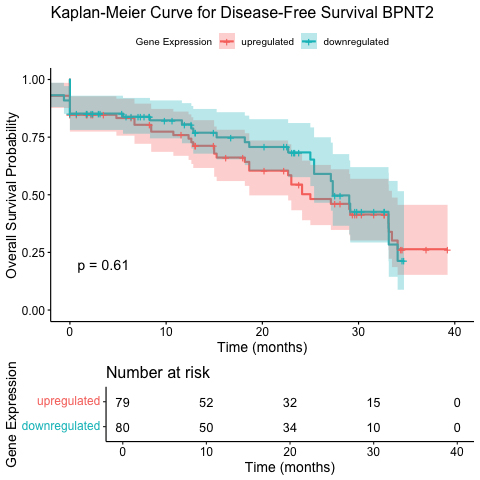 Kaplan-Meier Curve for Disease-Free Survival BPNT2
Gene Expression upregulated downregulated
Overall Survival Probability
1.00
0.75
0.50
0.25
0.00
p = 0.61
0 10 20 30 40
Time (months)
Number at risk
Gene Expression
upregulated 79 52 32 15 0
downregulated 80 50 34 10 0
0 10 20 30 40
Time (months)